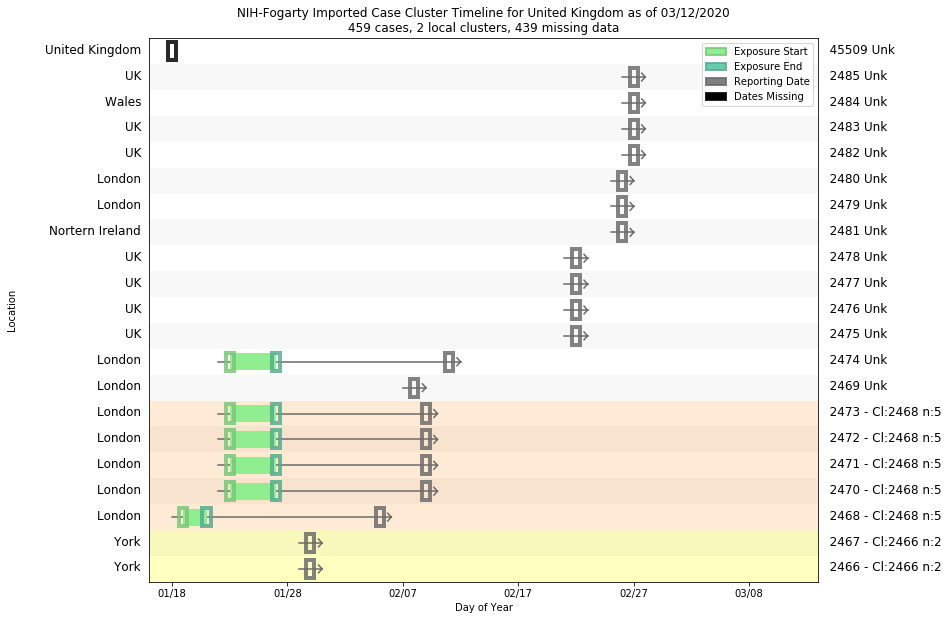 NIH-Fogarty Imported Case Cluster Timeline for United Kingdom as of 03/12/2020
459 cases, 2 local clusters, 439 missing data
Exposure Start
Exposure End
Reporting Date
Dates Missing
United Kingdom 45509 Unk
UK 2485 Unk
Wales 2484 Unk
UK 2483 Unk
UK 2482 Unk
London 2480 Unk
London 2479 Unk
Nortern Ireland 2481 Unk
UK 2478 Unk
UK 2477 Unk
UK 2476 Unk
UK 2475 Unk
London 2474 Unk
London 2469 Unk
London 2473 - Cl:2468 n:5
London 2472 - Cl:2468 n:5
London 2471 - Cl:2468 n:5
London 2470 - Cl:2468 n:5
London 2468 - Cl:2468 n:5
York 2467 - Cl:2466 n:2
York 2466 - Cl:2466 n:2
Location
01/18 01/28 02/07 02/17 02/27 03/08
Day of Year